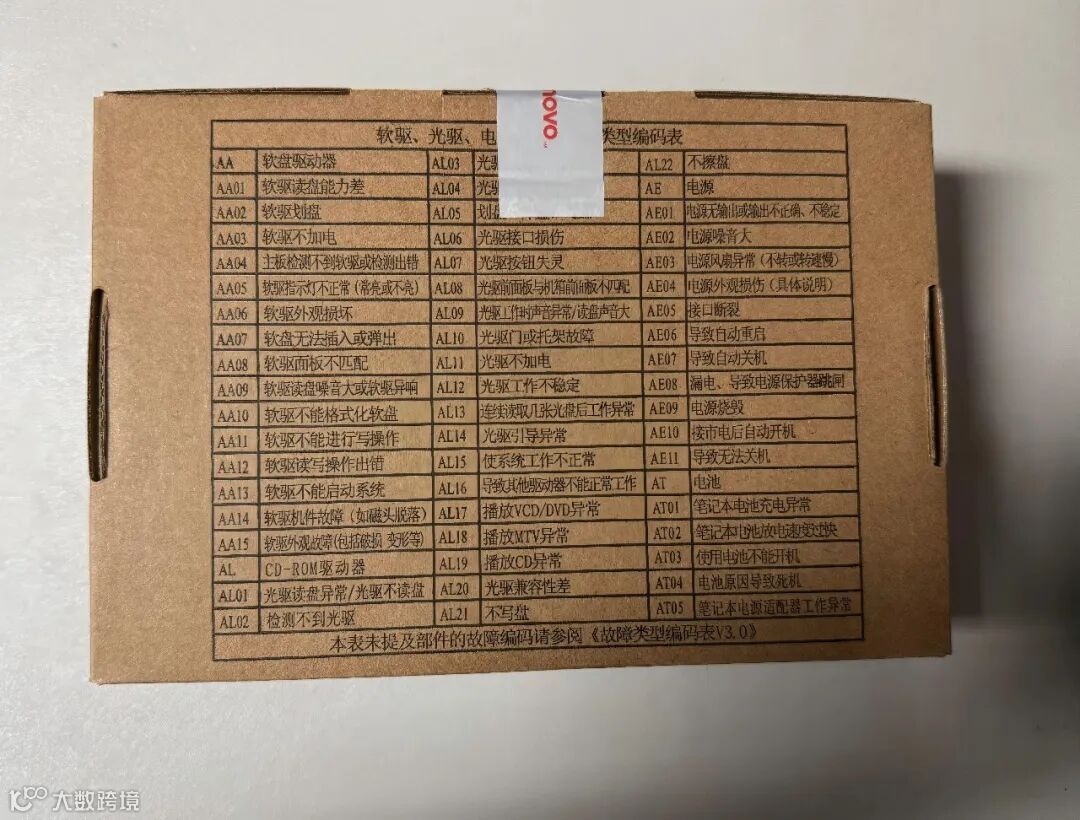 novo
软驱、光驱、电 类型编码表
AA 软盘驱动器 AL03 光 AL22 不擦盘
AA01 软驱读盘能力差 AL04 光 AE 电源
AA02 软驱划盘 AL05 划 AE01 电源无输出或输出不正确、不稳定
AA03 软驱不加电 AL06 光驱接口损伤 AE02 电源噪音大
AA04 主板检测不到软驱或检测出错 AL07 光驱按钮失灵 AE03 电源风扇异常(不转或转速慢)
AA05 软驱指示灯不正常(常亮或不亮) AL08 光驱前面板与机箱前面板不匹配 AE04 电源外观损伤(具体说明)
AA06 软驱外观损坏 AL09 光驱工作时声音异常/读盘声音大 AE05 接口断裂
AA07 软盘无法插入或弹出 AL10 光驱门或托架故障 AE06 导致自动重启
AA08 软驱面板不匹配 AL11 光驱不加电 AE07 导致自动关机
AA09 软驱读盘噪音大或软驱异响 AL12 光驱工作不稳定 AE08 漏电、导致电源保护器跳闸
AA10 软驱不能格式化软盘 AL13 连续读取几张光盘后工作异常 AE09 电源烧毁
AA11 软驱不能进行写操作 AL14 光驱引导异常 AE10 接市电后自动开机
AA12 软驱读写操作出错 AL15 使系统工作不正常 AE11 导致无法关机
AA13 软驱不能启动系统 AL16 导致其他驱动器不能正常工作 AT 电池
AA14 软驱机件故障(如磁头脱落) AL17 播放VCD/DVD异常 AT01 笔记本电池充电异常
AA15 软驱外观故障(包括破损 变形等) AL18 播放MTV异常 AT02 笔记本电池放电速度过快
AL CD-ROM驱动器 AL19 播放CD异常 AT03 使用电池不能开机
AL01 光驱读盘异常/光驱不读盘 AL20 光驱兼容性差 AT04 电池原因导致死机
AL02 检测不到光驱 AL21 不写盘 AT05 笔记本电源适配器工作异常
本表未提及部件的故障编码请参阅《故障类型编码表V3.0》
大数跨境